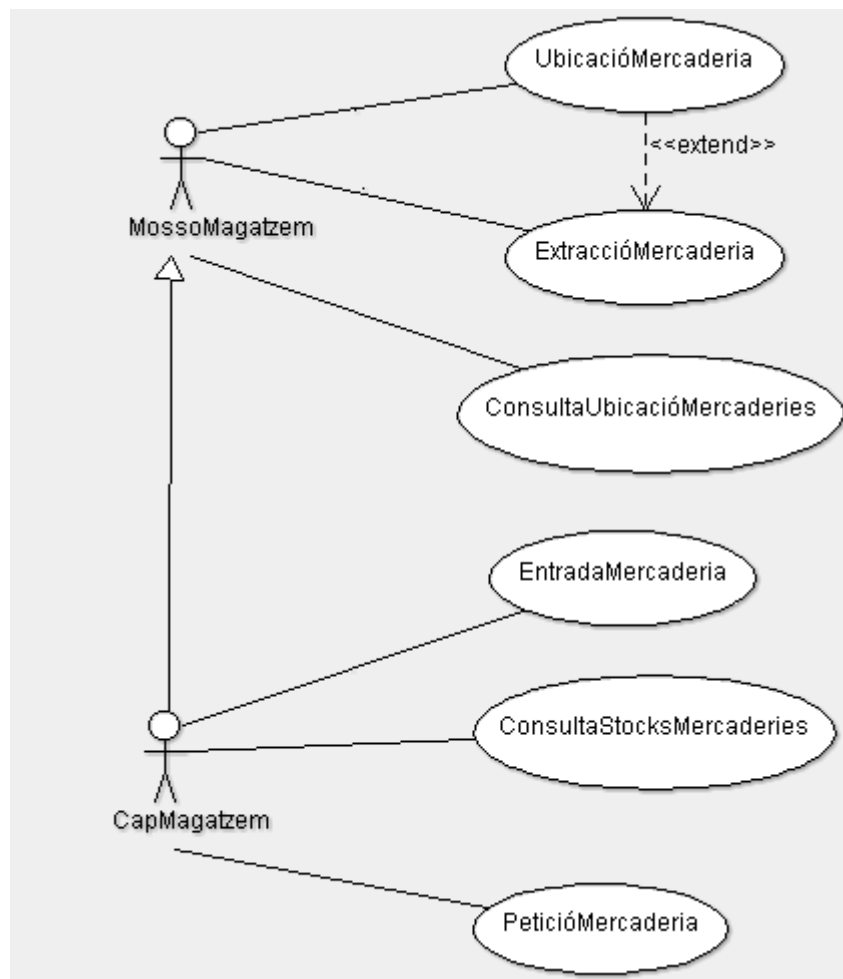 UbicacióMercaderia
<<extend>>
MossoMagatzem
ExtraccióMercaderia
ConsultaUbicacióMercaderies
EntradaMercaderia
ConsultaStocksMercaderies
CapMagatzem
PeticióMercaderia